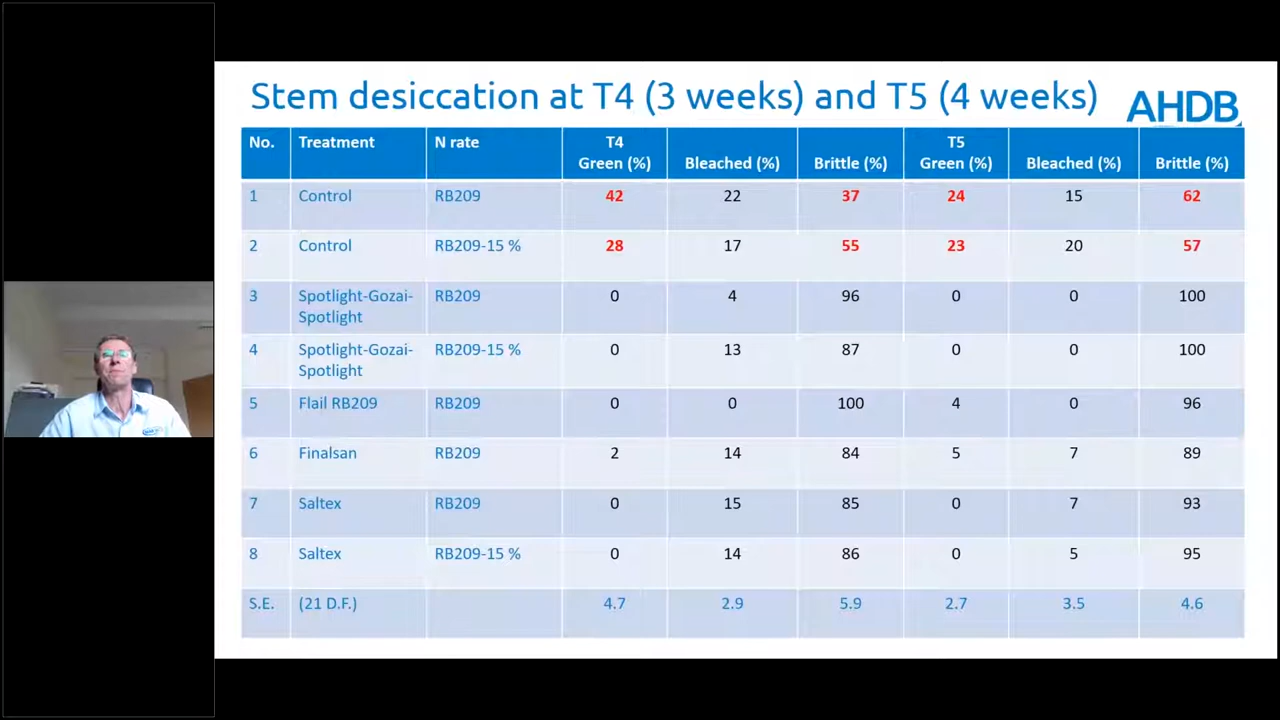 Stem desiccation at T4 (3 weeks) and T5 (4 weeks)
AHDB
No. Treatment N rate T4 Green (%) Bleached (%) Brittle (%) T5 Green (%) Bleached (%) Brittle (%)
1 Control RB209 42 22 37 24 15 62
2 Control RB209-15 % 28 17 55 23 20 57
3 Spotlight-Gozai-Spotlight RB209 0 4 96 0 0 100
4 Spotlight-Gozai-Spotlight RB209-15 % 0 13 87 0 0 100
5 Flail RB209 RB209 0 0 100 4 0 96
6 Finalsan RB209 2 14 84 5 7 89
7 Saltex RB209 0 15 85 0 7 93
8 Saltex RB209-15 % 0 14 86 0 5 95
S.E. (21 D.F.) 4.7 2.9 5.9 2.7 3.5 4.6